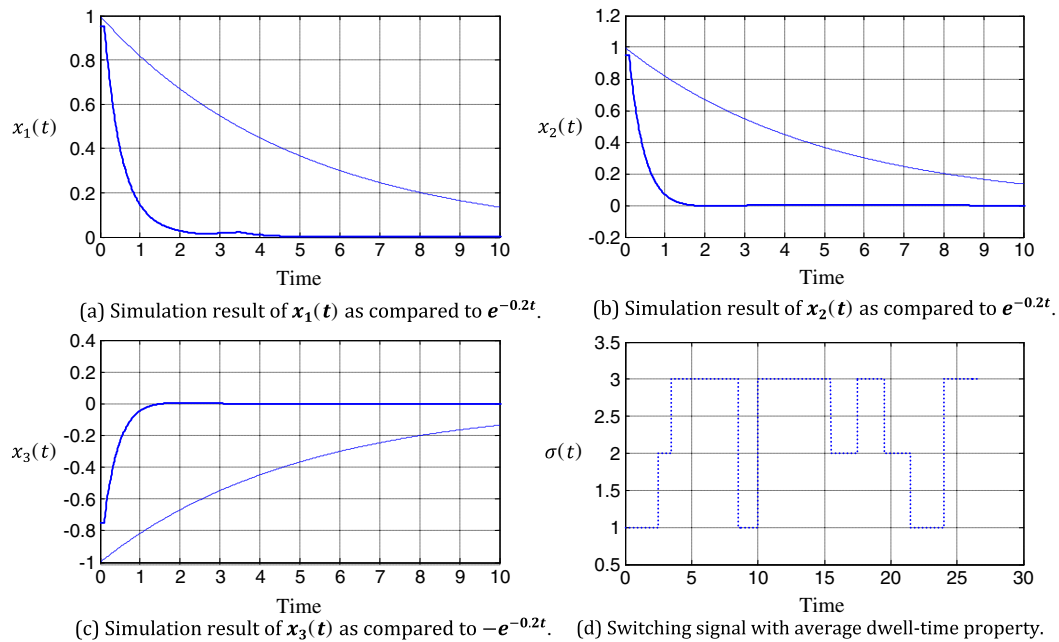 1
0.8
0.6
x₁(t)
0.4
0.2
0
0 1 2 3 4 5 6 7 8 9 10
Time
(a) Simulation result of x₁(t) as compared to e⁻⁰·²ᵗ.
1.2
1
0.8
0.6
x₂(t)
0.4
0.2
0
-0.2
0 1 2 3 4 5 6 7 8 9 10
Time
(b) Simulation result of x₂(t) as compared to e⁻⁰·²ᵗ.
0.4
0.2
0
-0.2
x₃(t)
-0.4
-0.6
-0.8
-1
0 1 2 3 4 5 6 7 8 9 10
Time
(c) Simulation result of x₃(t) as compared to −e⁻⁰·²ᵗ.
3.5
3
2.5
σ(t)
2
1.5
1
0.5
0 5 10 15 20 25 30
Time
(d) Switching signal with average dwell-time property.